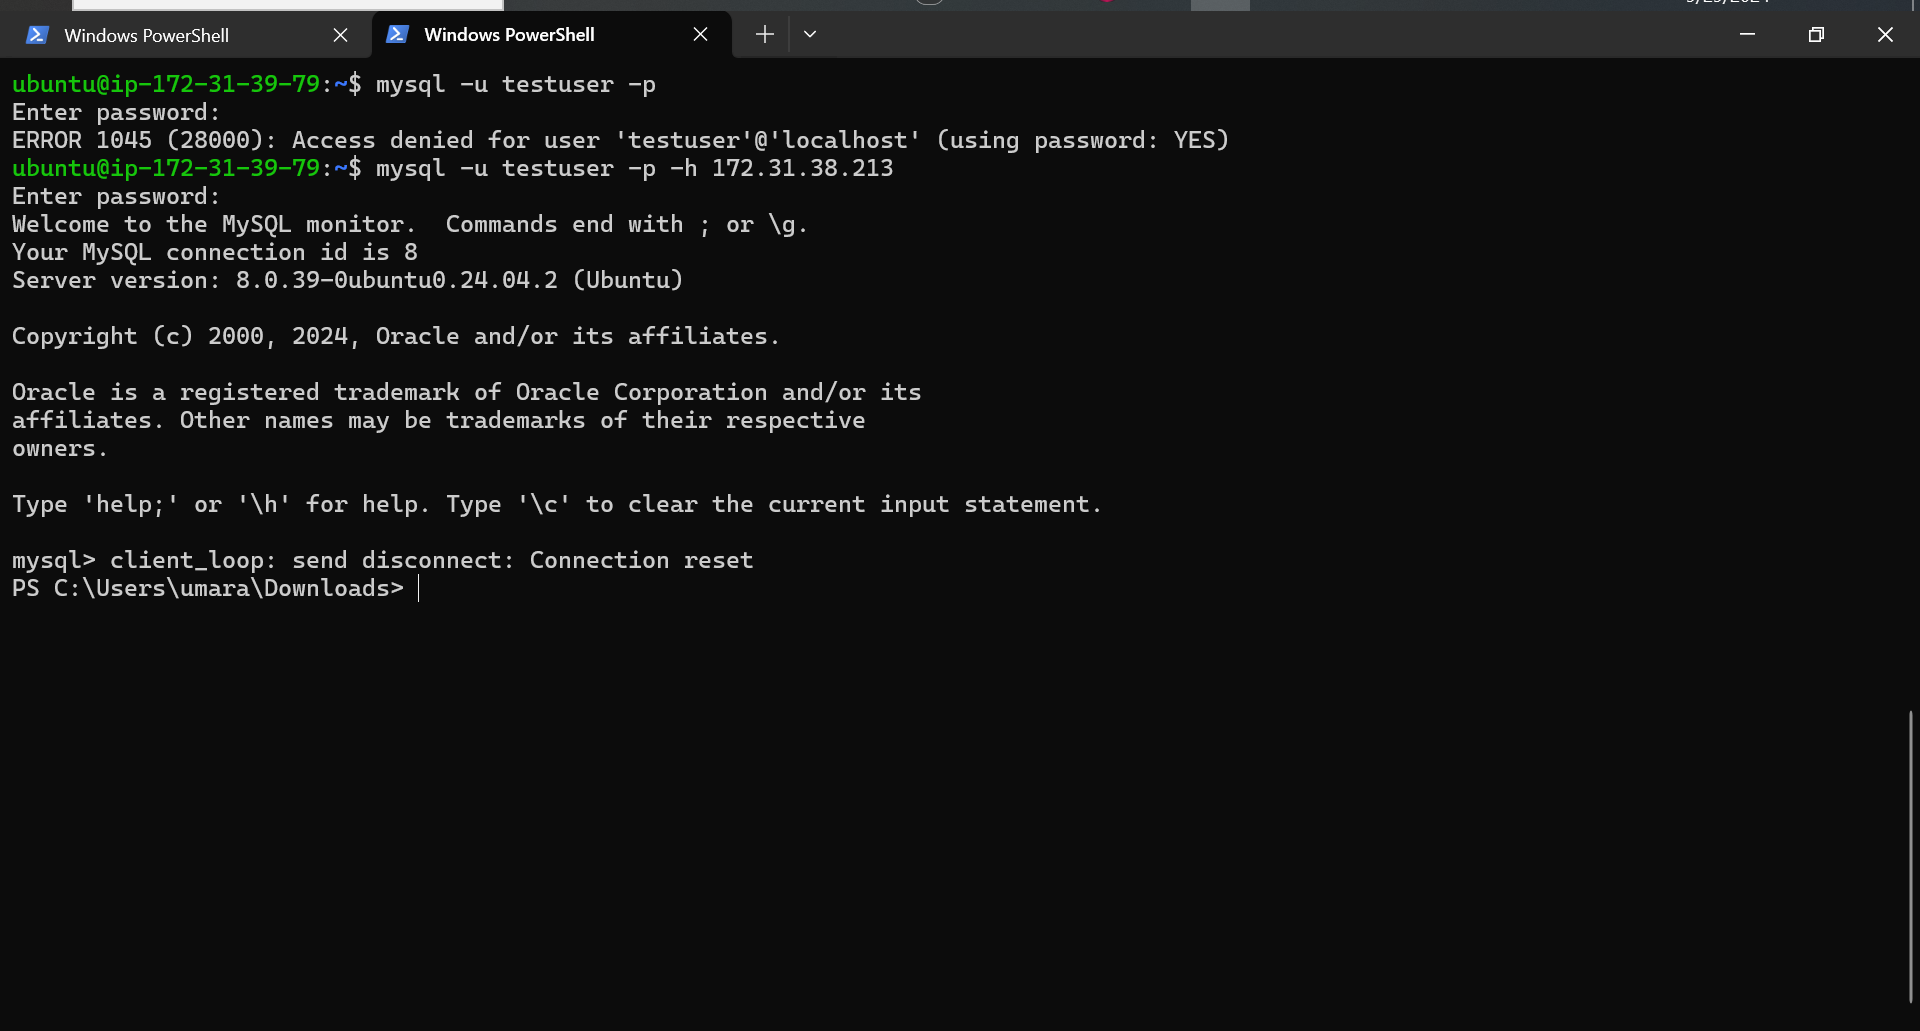 Windows PowerShell
Windows PowerShell
ubuntu@ip-172-31-39-79:~$ mysql -u testuser -p
Enter password:
ERROR 1045 (28000): Access denied for user 'testuser'@'localhost' (using password: YES)
ubuntu@ip-172-31-39-79:~$ mysql -u testuser -p -h 172.31.38.213
Enter password:
Welcome to the MySQL monitor.  Commands end with ; or \g.
Your MySQL connection id is 8
Server version: 8.0.39-0ubuntu0.24.04.2 (Ubuntu)
Copyright (c) 2000, 2024, Oracle and/or its affiliates.
Oracle is a registered trademark of Oracle Corporation and/or its
affiliates. Other names may be trademarks of their respective
owners.
Type 'help;' or '\h' for help. Type '\c' to clear the current input statement.
mysql> client_loop: send disconnect: Connection reset
PS C:\Users\umara\Downloads>